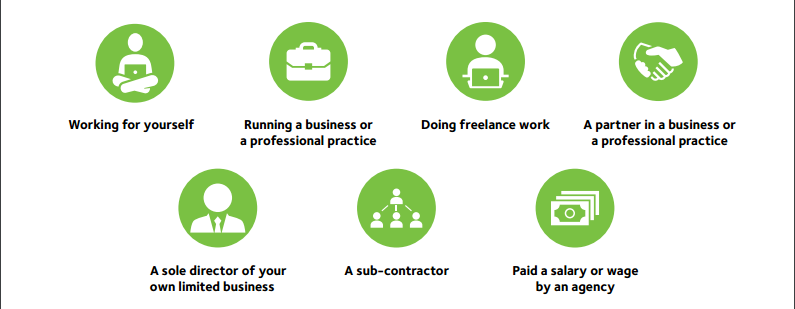 Working for yourself
Running a business or
a professional practice
Doing freelance work
A partner in a business or
a professional practice
A sole director of your
own limited business
A sub-contractor
Paid a salary or wage
by an agency